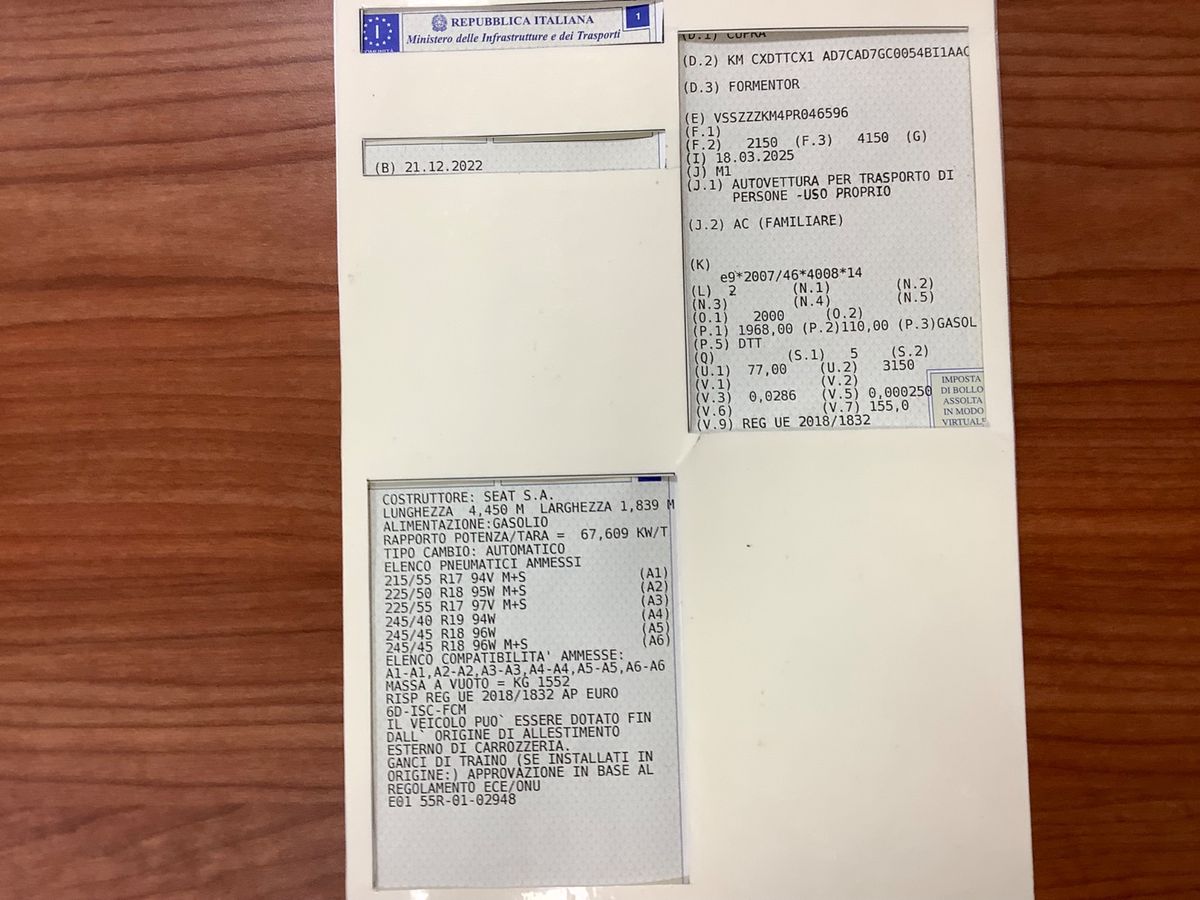 REPUBBLICA ITALIANA
Ministero delle Infrastrutture e dei Trasporti
I
1
(B) 21.12.2022
(D.1) CUPRA
(D.2) KM CXDTTCX1 AD7CAD7GC0054BI1AAC
(D.3) FORMENTOR
(E) VSSZZZKM4PR046596
(F.1)
(F.2) 2150 (F.3) 4150 (G)
(I) 18.03.2025
(J) M1
(J.1) AUTOVETTURA PER TRASPORTO DI
PERSONE -USO PROPRIO
(J.2) AC (FAMILIARE)
(K)
e9*2007/46*4008*14
(L) 2 (N.1) (N.2)
(N.3) (N.4) (N.5)
(O.1) 2000 (O.2)
(P.1) 1968,00 (P.2)110,00 (P.3)GASOL
(P.5) DTT
(Q) (S.1) 5 (S.2)
(U.1) 77,00 (U.2) 3150
(V.1) (V.2)
(V.3) 0,0286 (V.5) 0,000250
(V.6) (V.7) 155,0
(V.9) REG UE 2018/1832
IMPOSTA
DI BOLLO
ASSOLTA
IN MODO
VIRTUALE
COSTRUTTORE: SEAT S.A.
LUNGHEZZA 4,450 M LARGHEZZA 1,839 M
ALIMENTAZIONE:GASOLIO
RAPPORTO POTENZA/TARA = 67,609 KW/T
TIPO CAMBIO: AUTOMATICO
ELENCO PNEUMATICI AMMESSI
215/55 R17 94V M+S (A1)
225/50 R18 95W M+S (A2)
225/55 R17 97V M+S (A3)
245/40 R19 94W (A4)
245/45 R18 96W (A5)
245/45 R18 96W M+S (A6)
ELENCO COMPATIBILITA' AMMESSE:
A1-A1,A2-A2,A3-A3,A4-A4,A5-A5,A6-A6
MASSA A VUOTO = KG 1552
RISP REG UE 2018/1832 AP EURO
6D-ISC-FCM
IL VEICOLO PUO` ESSERE DOTATO FIN
DALL` ORIGINE DI ALLESTIMENTO
ESTERNO DI CARROZZERIA.
GANCI DI TRAINO (SE INSTALLATI IN
ORIGINE:) APPROVAZIONE IN BASE AL
REGOLAMENTO ECE/ONU
E01 55R-01-02948